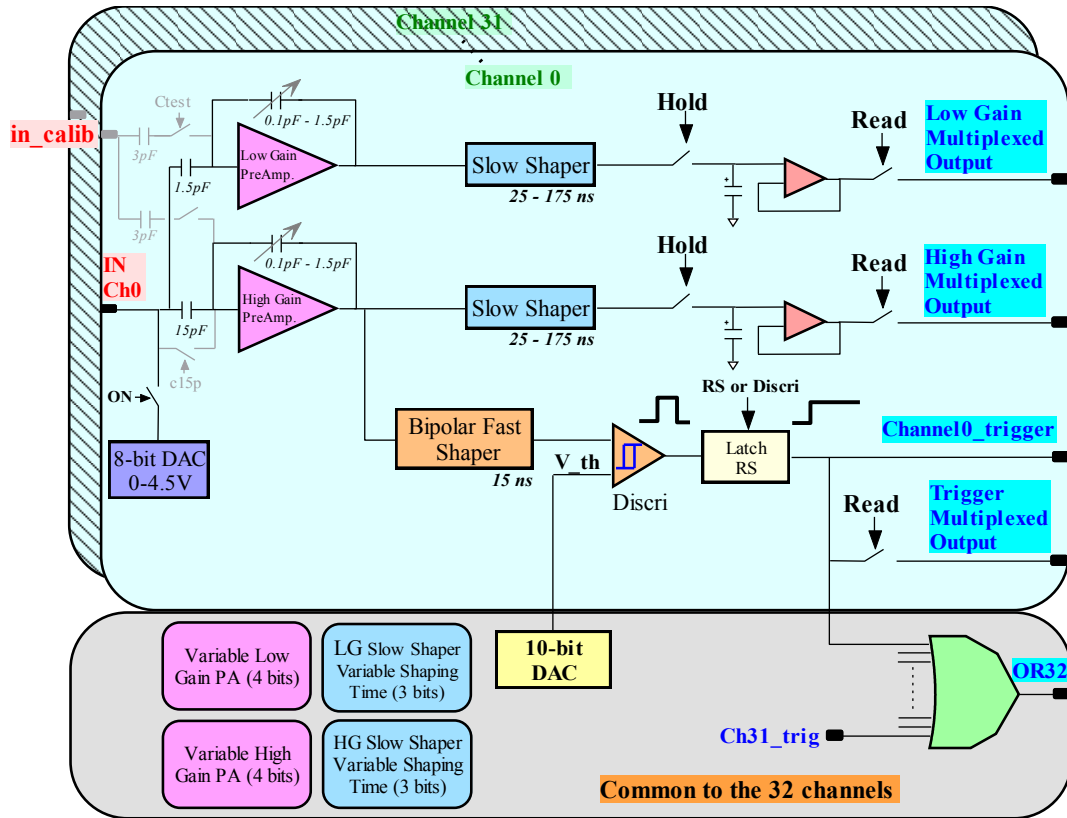 Channel 31
Channel 0
in_calib
Ctest
3pF
1.5pF
0.1pF - 1.5pF
Low Gain
PreAmp.
Slow Shaper
25 - 175 ns
Hold
Read
Low Gain
Multiplexed
Output
3pF
IN
Ch0
15pF
c15p
0.1pF - 1.5pF
High Gain
PreAmp.
Slow Shaper
25 - 175 ns
Hold
Read
High Gain
Multiplexed
Output
ON
8-bit DAC
0-4.5V
Bipolar Fast
Shaper
15 ns
V_th
Discri
RS or Discri
Latch
RS
Channel0_trigger
Read
Trigger
Multiplexed
Output
Variable Low
Gain PA (4 bits)
LG Slow Shaper
Variable Shaping
Time (3 bits)
10-bit
DAC
OR32
Ch31_trig
Variable High
Gain PA (4 bits)
HG Slow Shaper
Variable Shaping
Time (3 bits)
Common to the 32 channels